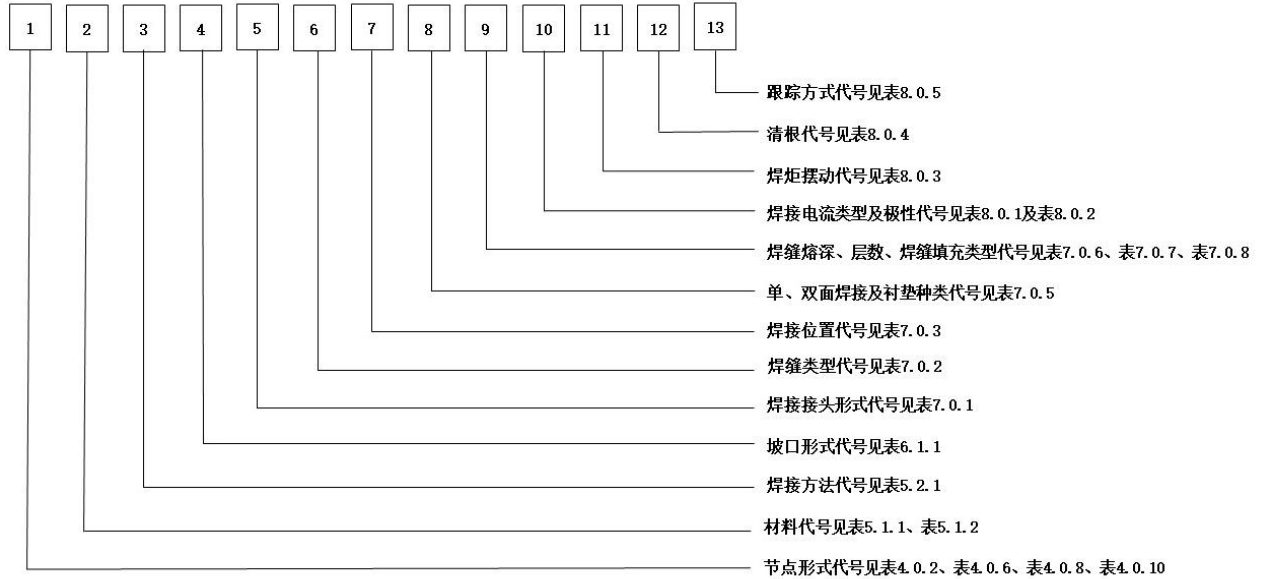 1 2 3 4 5 6 7 8 9 10 11 12 13
跟踪方式代号见表8.0.5
清根代号见表8.0.4
焊炬摆动代号见表8.0.3
焊接电流类型及极性代号见表8.0.1及表8.0.2
焊缝熔深、层数、焊缝填充类型代号见表7.0.6、表7.0.7、表7.0.8
单、双面焊接及衬垫种类代号见表7.0.5
焊接位置代号见表7.0.3
焊缝类型代号见表7.0.2
焊接接头形式代号见表7.0.1
坡口形式代号见表6.1.1
焊接方法代号见表5.2.1
材料代号见表5.1.1、表5.1.2
节点形式代号见表4.0.2、表4.0.6、表4.0.8、表4.0.10